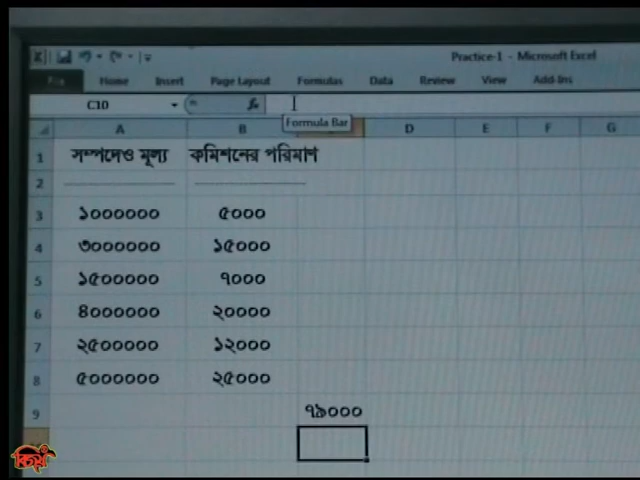 Practice-1 - Microsoft Excel
File Home Insert Page Layout Formulas Data Review View Add-Ins
C10 fx
Formula Bar
A B D E F G
1 সম্পদেও মূল্য কমিশনের পরিমাণ
2
3 ১০০০০০০ ৫০০০
4 ৩০০০০০০ ১৫০০০
5 ১৫০০০০০ ৭০০০
6 ৪০০০০০০ ২০০০০
7 ২৫০০০০০ ১২০০০
8 ৫০০০০০০ ২৫০০০
9 ৭৯০০০